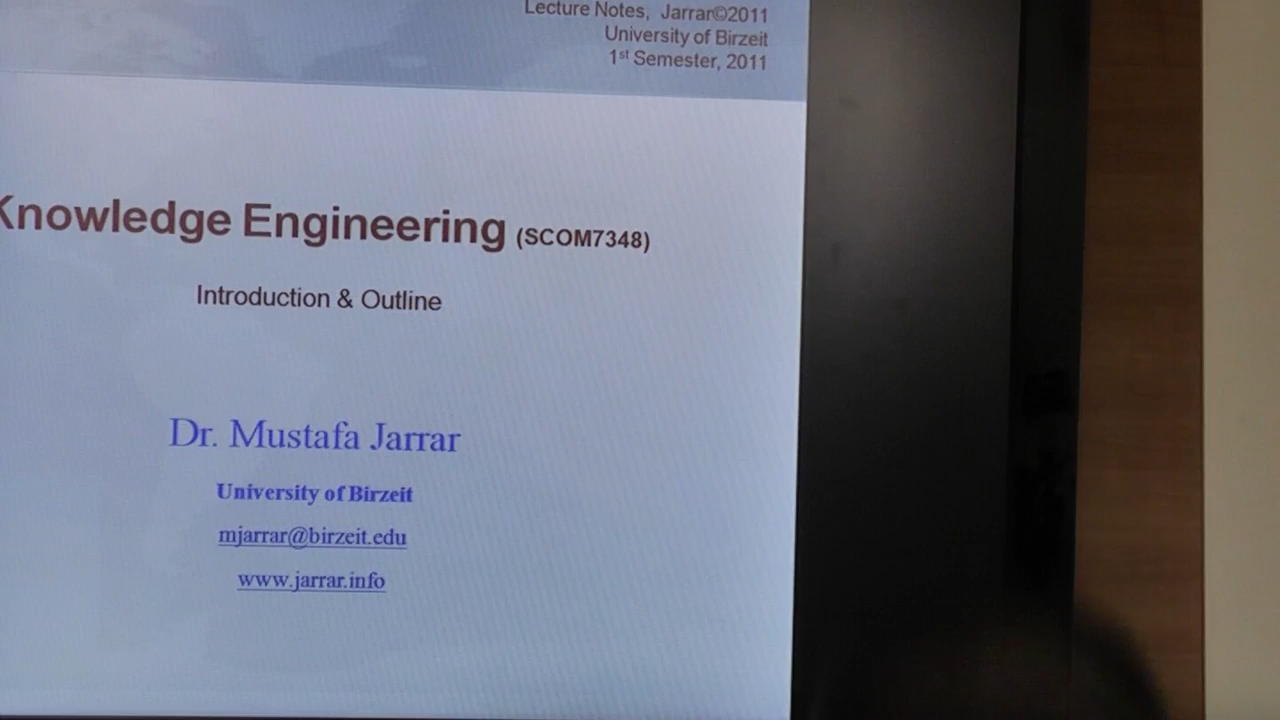 Lecture Notes, Jarrar©2011
University of Birzeit
1st Semester, 2011
Knowledge Engineering (SCOM7348)
Introduction & Outline
Dr. Mustafa Jarrar
University of Birzeit
mjarrar@birzeit.edu
www.jarrar.info